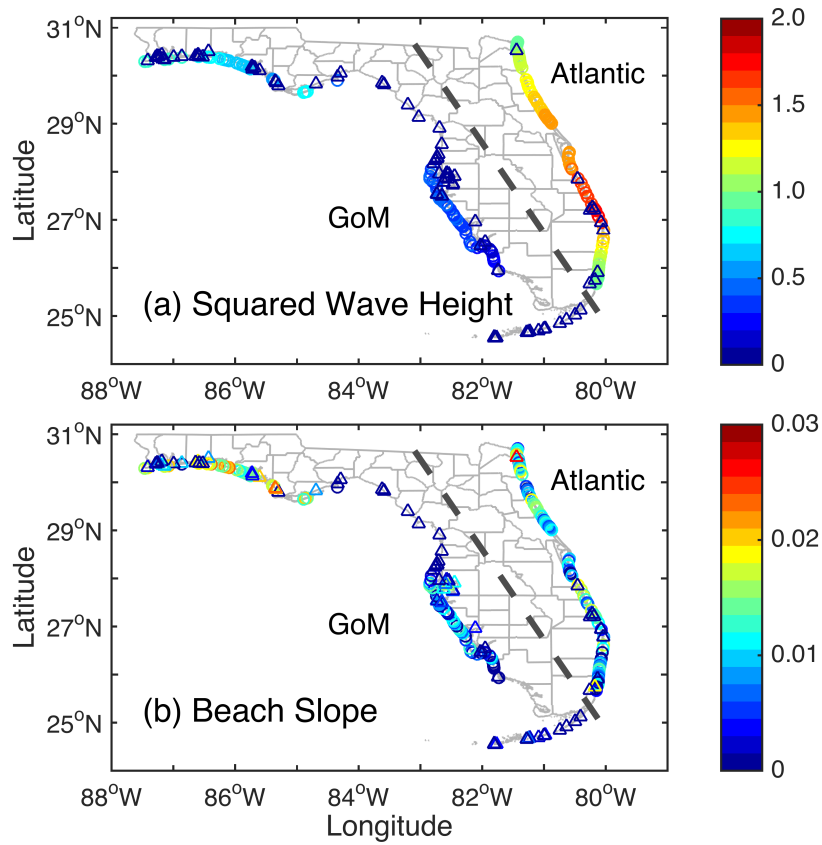 31°N
29°N
27°N
25°N
Latitude
Atlantic
GoM
(a) Squared Wave Height
88°W 86°W 84°W 82°W 80°W
2.0
1.5
1.0
0.5
0
31°N
29°N
27°N
25°N
Latitude
Atlantic
GoM
(b) Beach Slope
88°W 86°W 84°W 82°W 80°W
Longitude
0.03
0.02
0.01
0